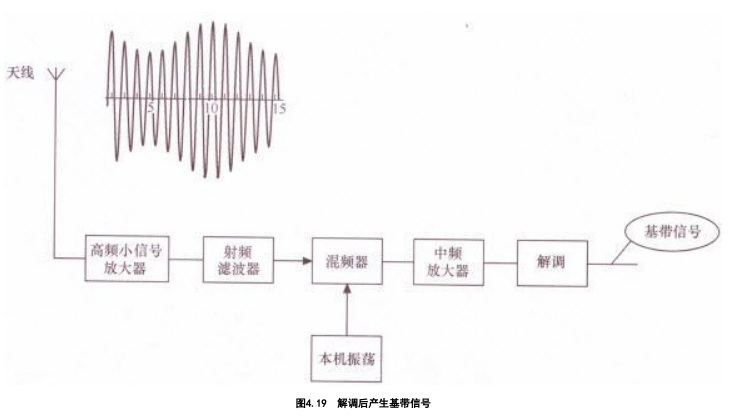 天线
5
10
15
高频小信号
放大器
射频
滤波器
混频器
中频
放大器
解调
基带信号
本机振荡
图4.19 解调后产生基带信号